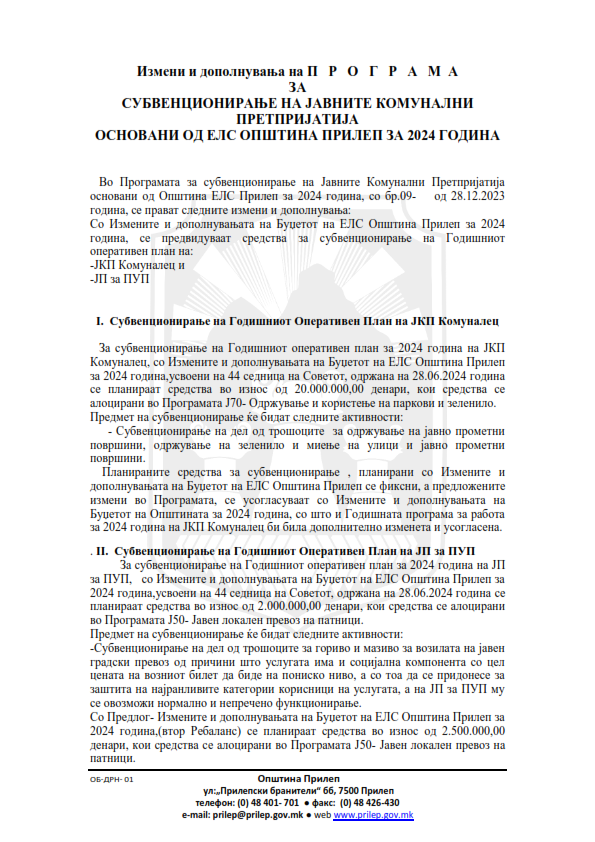 Измени и дополнувања на П Р О Г Р А М А
ЗА
СУБВЕНЦИОНИРАЊЕ НА ЈАВНИТЕ КОМУНАЛНИ
ПРЕТПРИЈАТИЈА
ОСНОВАНИ ОД ЕЛС ОПШТИНА ПРИЛЕП ЗА 2024 ГОДИНА
Во Програмата за субвенционирање на Јавните Комунални Претпријатија
основани од Општина ЕЛС Прилеп за 2024 година, со бр.09- од 28.12.2023
година, се прават следните измени и дополнувања:
Со Измените и дополнувањата на Буџетот на ЕЛС Општина Прилеп за 2024
година, се предвидуваат средства за субвенционирање на Годишниот
оперативен план на:
-ЈКП Комуналец и
-ЈП за ПУП
I. Субвенционирање на Годишниот Оперативен План на ЈКП Комуналец
За субвенционирање на Годишниот оперативен план за 2024 година на ЈКП
Комуналец, со Измените и дополнувањата на Буџетот на ЕЛС Општина Прилеп
за 2024 година,усвоени на 44 седница на Советот, одржана на 28.06.2024 година
се планираат средства во износ од 20.000.000,00 денари, кои средства се
алоцирани во Програмата Ј70- Одржување и користење на паркови и зеленило.
Предмет на субвенционирање ќе бидат следните активности:
- Субвенционирање на дел од трошоците за одржување на јавно прометни
површини, одржување на зеленило и миење на улици и јавно прометни
површини.
Планираните средства за субвенционирање , планирани со Измените и
дополнувањата на Буџетот на ЕЛС Општина Прилеп се фиксни, а предложените
измени во Програмата, се усогласуваат со Измените и дополнувањата на
Буџетот на Општината за 2024 година, со што и Годишната програма за работа
за 2024 година на ЈКП Комуналец би била дополнително изменета и усогласена.
. II. Субвенционирање на Годишниот Оперативен План на ЈП за ПУП
За субвенционирање на Годишниот оперативен план за 2024 година на ЈП
за ПУП, со Измените и дополнувањата на Буџетот на ЕЛС Општина Прилеп за
2024 година,усвоени на 44 седница на Советот, одржана на 28.06.2024 година се
планираат средства во износ од 2.000.000,00 денари, кои средства се алоцирани
во Програмата Ј50- Јавен локален превоз на патници.
Предмет на субвенционирање ќе бидат следните активности:
-Субвенционирање на дел од трошоците за гориво и мазиво за возилата на јавен
градски превоз од причини што услугата има и социјална компонента со цел
цената на возниот билет да биде на пониско ниво, а со тоа да се придонесе за
заштита на најранливите категории корисници на услугата, а на ЈП за ПУП му
се овозможи нормално и непречено функционирање.
Со Предлог- Измените и дополнувањата на Буџетот на ЕЛС Општина Прилеп за
2024 година,(втор Ребаланс) се планираат средства во износ од 2.500.000,00
денари, кои средства се алоцирани во Програмата Ј50- Јавен локален превоз на
патници.
ОБ-ДРН- 01 Општина Прилеп
ул:„Прилепски бранители“ бб, 7500 Прилеп
телефон: (0) 48 401- 701 ● факс: (0) 48 426-430
e-mail: prilep@prilep.gov.mk ● web www.prilep.gov.mk